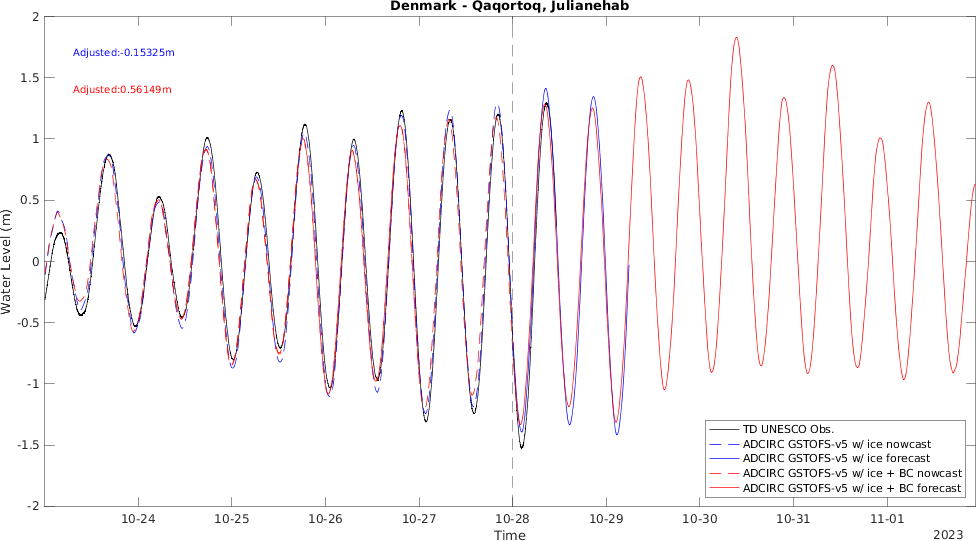 Denmark - Qaqortoq, Julianehab
Adjusted:-0.15325m
Adjusted:0.56149m
2
1.5
1
0.5
0
-0.5
-1
-1.5
-2
Water Level (m)
TD UNESCO Obs.
ADCIRC GSTOFS-v5 w/ ice nowcast
ADCIRC GSTOFS-v5 w/ ice forecast
ADCIRC GSTOFS-v5 w/ ice + BC nowcast
ADCIRC GSTOFS-v5 w/ ice + BC forecast
10-24 10-25 10-26 10-27 10-28 10-29 10-30 10-31 11-01
Time
2023